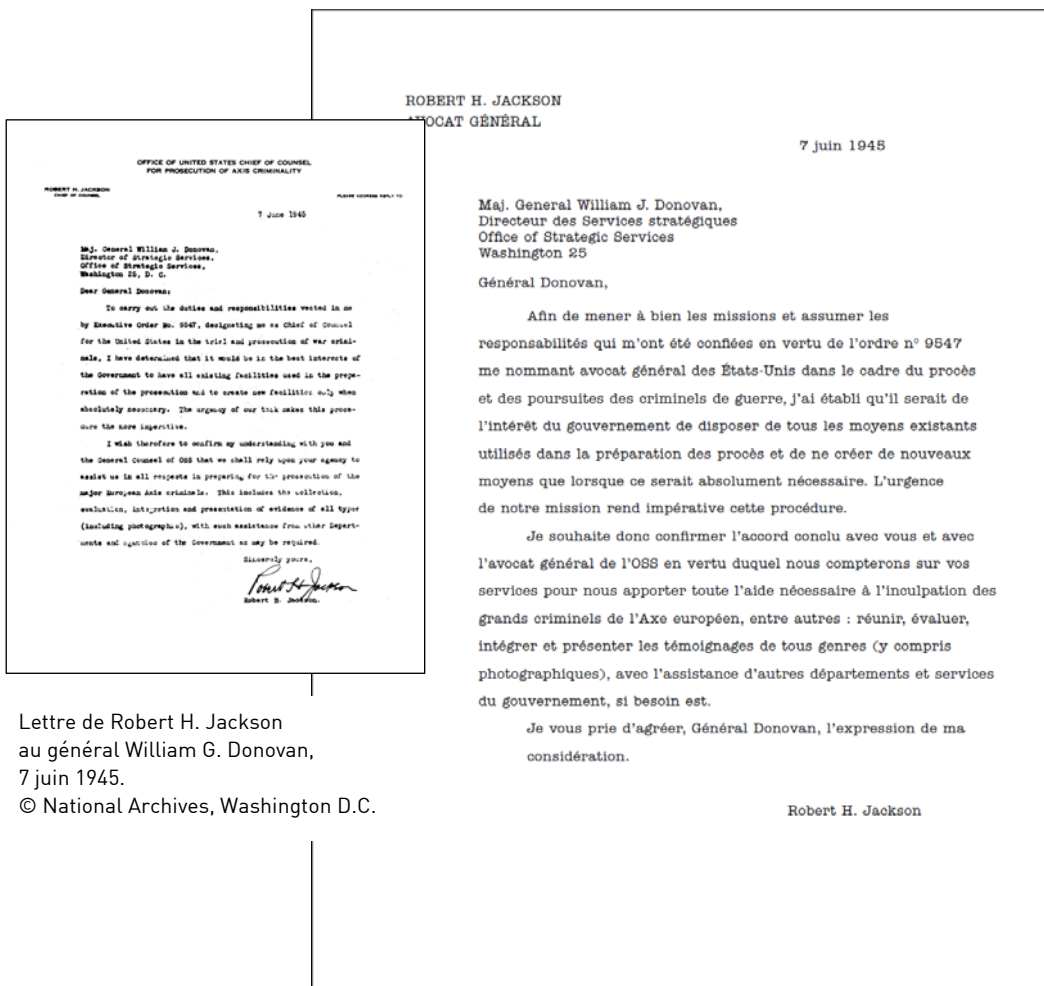 ROBERT H. JACKSON
AVOCAT GÉNÉRAL
7 juin 1945
Maj. General William J. Donovan,
Directeur des Services stratégiques
Office of Strategic Services
Washington 25
Général Donovan,
Afin de mener à bien les missions et assumer les
responsabilités qui m'ont été confiées en vertu de l'ordre n° 9547
me nommant avocat général des États-Unis dans le cadre du procès
et des poursuites des criminels de guerre, j'ai établi qu'il serait de
l'intérêt du gouvernement de disposer de tous les moyens existants
utilisés dans la préparation des procès et de ne créer de nouveaux
moyens que lorsque ce serait absolument nécessaire. L'urgence
de notre mission rend impérative cette procédure.
Je souhaite donc confirmer l'accord conclu avec vous et avec
l'avocat général de l'OSS en vertu duquel nous compterons sur vos
services pour nous apporter toute l'aide nécessaire à l'inculpation des
grands criminels de l'Axe européen, entre autres : réunir, évaluer,
intégrer et présenter les témoignages de tous genres (y compris
photographiques), avec l'assistance d'autres départements et services
du gouvernement, si besoin est.
Je vous prie d'agréer, Général Donovan, l'expression de ma
considération.
Robert H. Jackson
OFFICE OF UNITED STATES CHIEF OF COUNSEL
FOR PROSECUTION OF AXIS CRIMINALITY
ROBERT H. JACKSON
CHIEF OF COUNSEL
PLEASE ADDRESS REPLY TO
7 June 1945
Maj. General William J. Donovan,
Director of Strategic Services,
Office of Strategic Services,
Washington 25, D. C.
Dear General Donovan:
To carry out the duties and responsibilities vested in me
by Executive Order No. 9547, designating me as Chief of Counsel
for the United States in the trial and prosecution of war crimi-
nals, I have determined that it would be in the best interests of
the Government to have all existing facilities used in the prepa-
ration of the prosecution and to create new facilities only when
absolutely necessary. The urgency of our task makes this proce-
dure the more imperative.
I wish therefore to confirm my understanding with you and
the General Counsel of OSS that we shall rely upon your agency to
assist us in all respects in preparing for the prosecution of the
major European Axis criminals. This includes the collection,
evaluation, integration and presentation of evidence of all types
(including photographic), with such assistance from other Depart-
ments and agencies of the Government as may be required.
Sincerely yours,
Robert H. Jackson
Robert H. Jackson.
Lettre de Robert H. Jackson
au général William G. Donovan,
7 juin 1945.
© National Archives, Washington D.C.